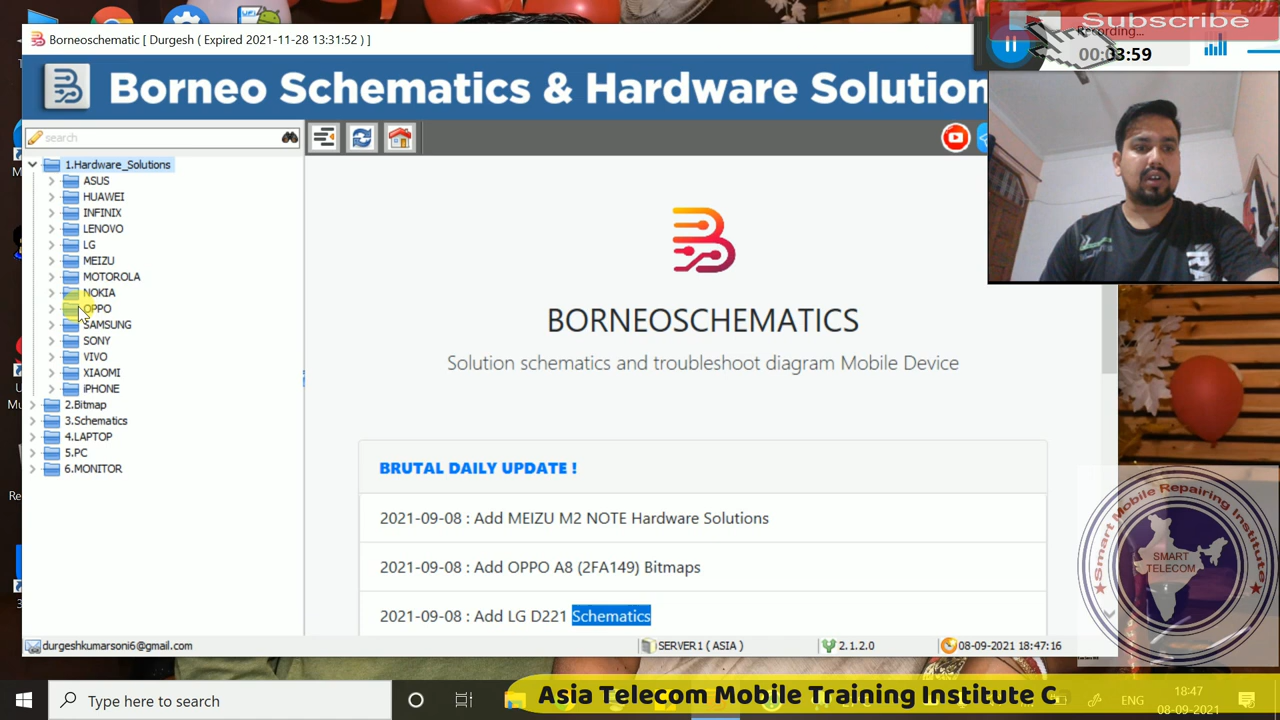 Subscribe
Borneoschematic [ Durgesh ( Expired 2021-11-28 13:31:52 ) ]
Recording...
00:03:59
Borneo Schematics & Hardware Solution
search
1.Hardware_Solutions
ASUS
HUAWEI
INFINIX
LENOVO
LG
MEIZU
MOTOROLA
NOKIA
OPPO
SAMSUNG
SONY
VIVO
XIAOMI
iPHONE
2.Bitmap
3.Schematics
4.LAPTOP
5.PC
6.MONITOR
BORNEOSCHEMATICS
Solution schematics and troubleshoot diagram Mobile Device
BRUTAL DAILY UPDATE !
2021-09-08 : Add MEIZU M2 NOTE Hardware Solutions
2021-09-08 : Add OPPO A8 (2FA149) Bitmaps
2021-09-08 : Add LG D221 Schematics
Smart Mobile Repairing Institute
SMART
TELECOM
durgeshkumarsoni6@gmail.com
SERVER1 ( ASIA )
2.1.2.0
08-09-2021 18:47:16
Type here to search
Asia Telecom Mobile Training Institute C
ENG
18:47
08-09-2021